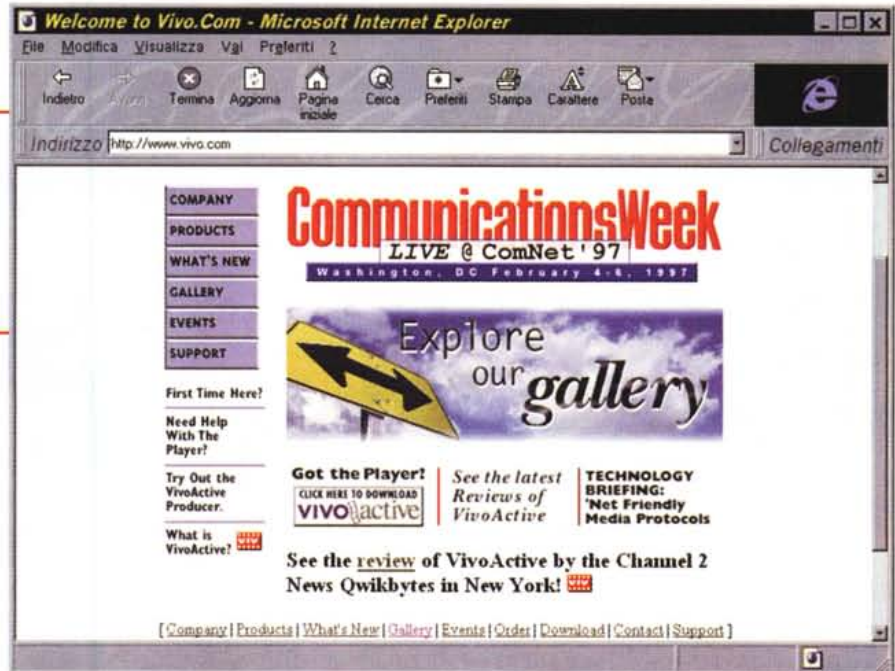 Welcome to Vivo.Com - Microsoft Internet Explorer
File Modifica Visualizza Vai Preferiti ?
Indietro Avanti Termina Aggiorna Pagina iniziale Cerca Preferiti Stampa Carattere Posta
Indirizzo http://www.vivo.com Collegamenti
COMPANY
PRODUCTS
WHAT'S NEW
GALLERY
EVENTS
SUPPORT
First Time Here?
Need Help
With The
Player?
Try Out the
VivoActive
Producer.
What is
VivoActive? VIV
CommunicationsWeek
LIVE @ ComNet'97
Washington, DC February 4-6, 1997
Explore
our gallery
Got the Player?
CLICK HERE TO DOWNLOAD
VIVO active
See the latest
Reviews of
VivoActive
TECHNOLOGY
BRIEFING:
'Net Friendly
Media Protocols
See the review of VivoActive by the Channel 2
News Qwikbytes in New York! VIV
[ Company | Products | What's New | Gallery | Events | Order | Download | Contact | Support ]